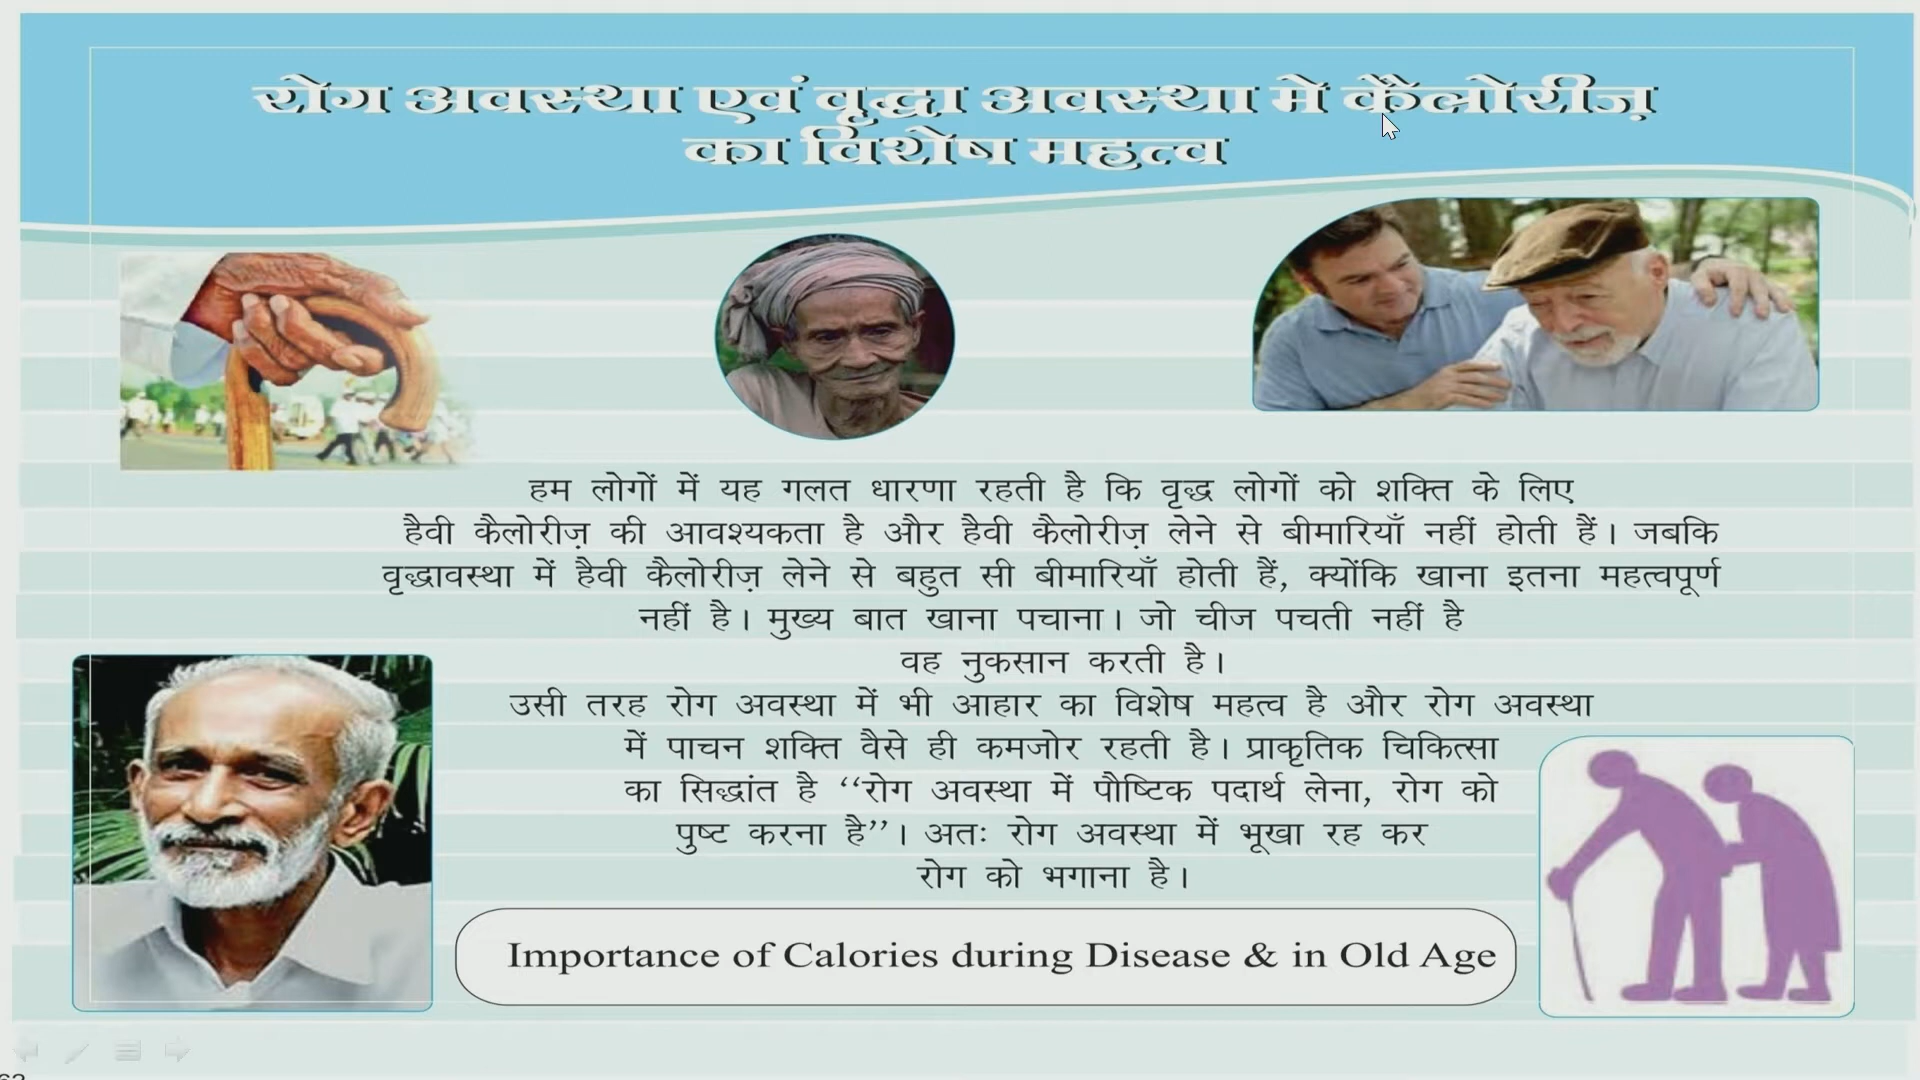 रोग अवस्था एवं वृद्धा अवस्था मे कैलोरीज़
का विशेष महत्व
हम लोगों में यह गलत धारणा रहती है कि वृद्ध लोगों को शक्ति के लिए
हैवी कैलोरीज़ की आवश्यकता है और हैवी कैलोरीज़ लेने से बीमारियाँ नहीं होती हैं। जबकि
वृद्धावस्था में हैवी कैलोरीज़ लेने से बहुत सी बीमारियाँ होती हैं, क्योंकि खाना इतना महत्वपूर्ण
नहीं है। मुख्य बात खाना पचाना। जो चीज पचती नहीं है
वह नुकसान करती है।
उसी तरह रोग अवस्था में भी आहार का विशेष महत्व है और रोग अवस्था
में पाचन शक्ति वैसे ही कमजोर रहती है। प्राकृतिक चिकित्सा
का सिद्धांत है ‘‘रोग अवस्था में पौष्टिक पदार्थ लेना, रोग को
पुष्ट करना है’’। अतः रोग अवस्था में भूखा रह कर
रोग को भगाना है।
Importance of Calories during Disease & in Old Age